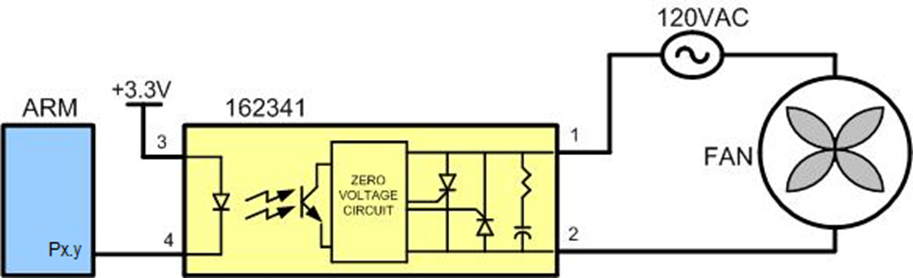 120VAC
+3.3V
ARM
162341
3
1
ZERO
VOLTAGE
CIRCUIT
FAN
Px.y
4
2